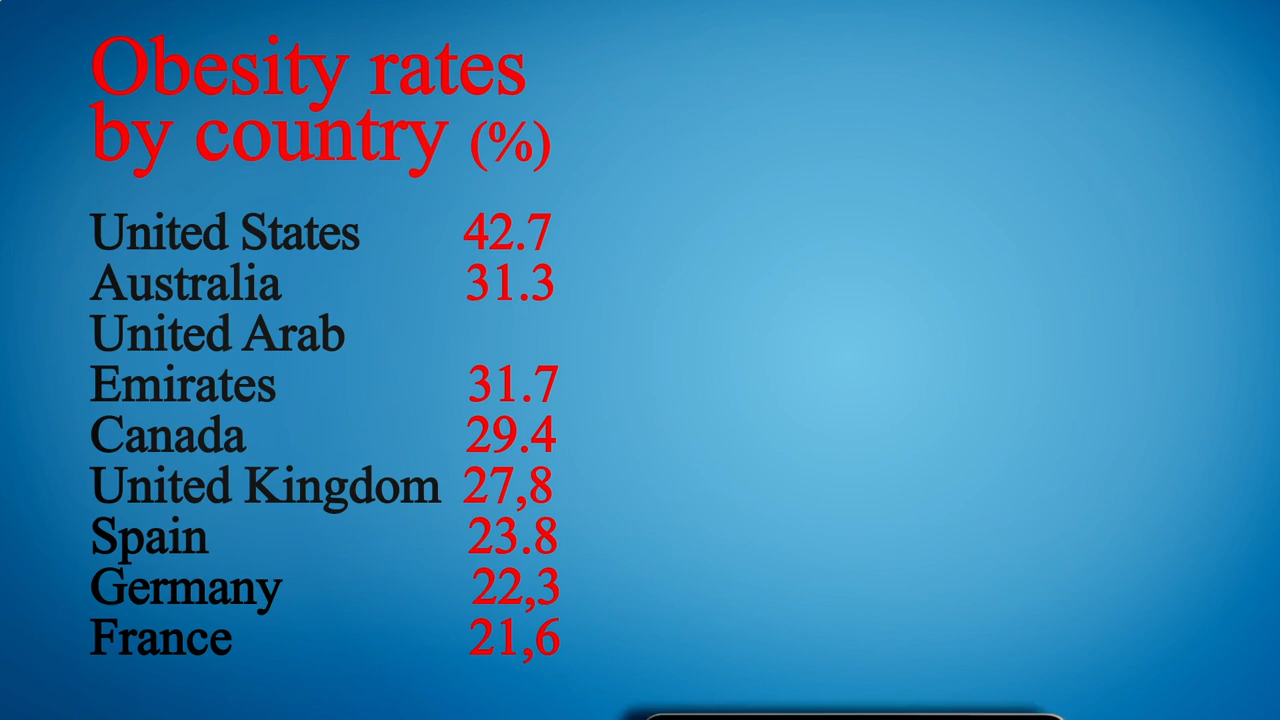 Obesity rates
by country (%)
United States 42.7
Australia 31.3
United Arab
Emirates 31.7
Canada 29.4
United Kingdom 27,8
Spain 23.8
Germany 22,3
France 21,6